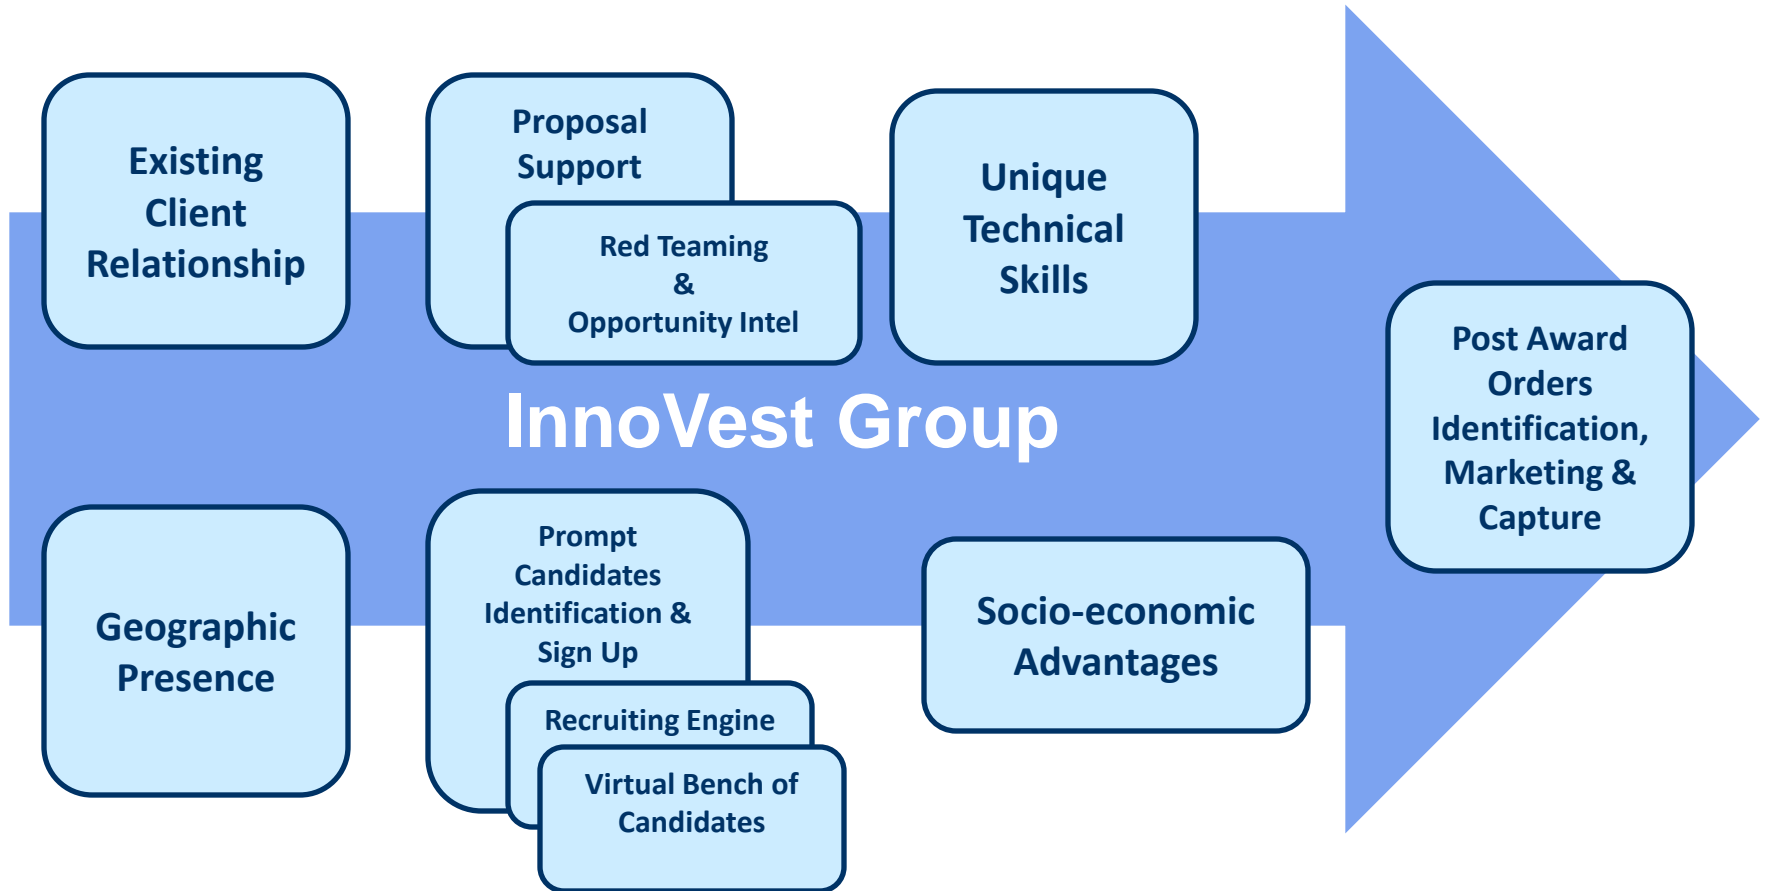 Existing
Client
Relationship
Proposal
Support
Red Teaming
&
Opportunity Intel
Unique
Technical
Skills
InnoVest Group
Post Award
Orders
Identification,
Marketing &
Capture
Geographic
Presence
Prompt
Candidates
Identification &
Sign Up
Recruiting Engine
Virtual Bench of
Candidates
Socio-economic
Advantages